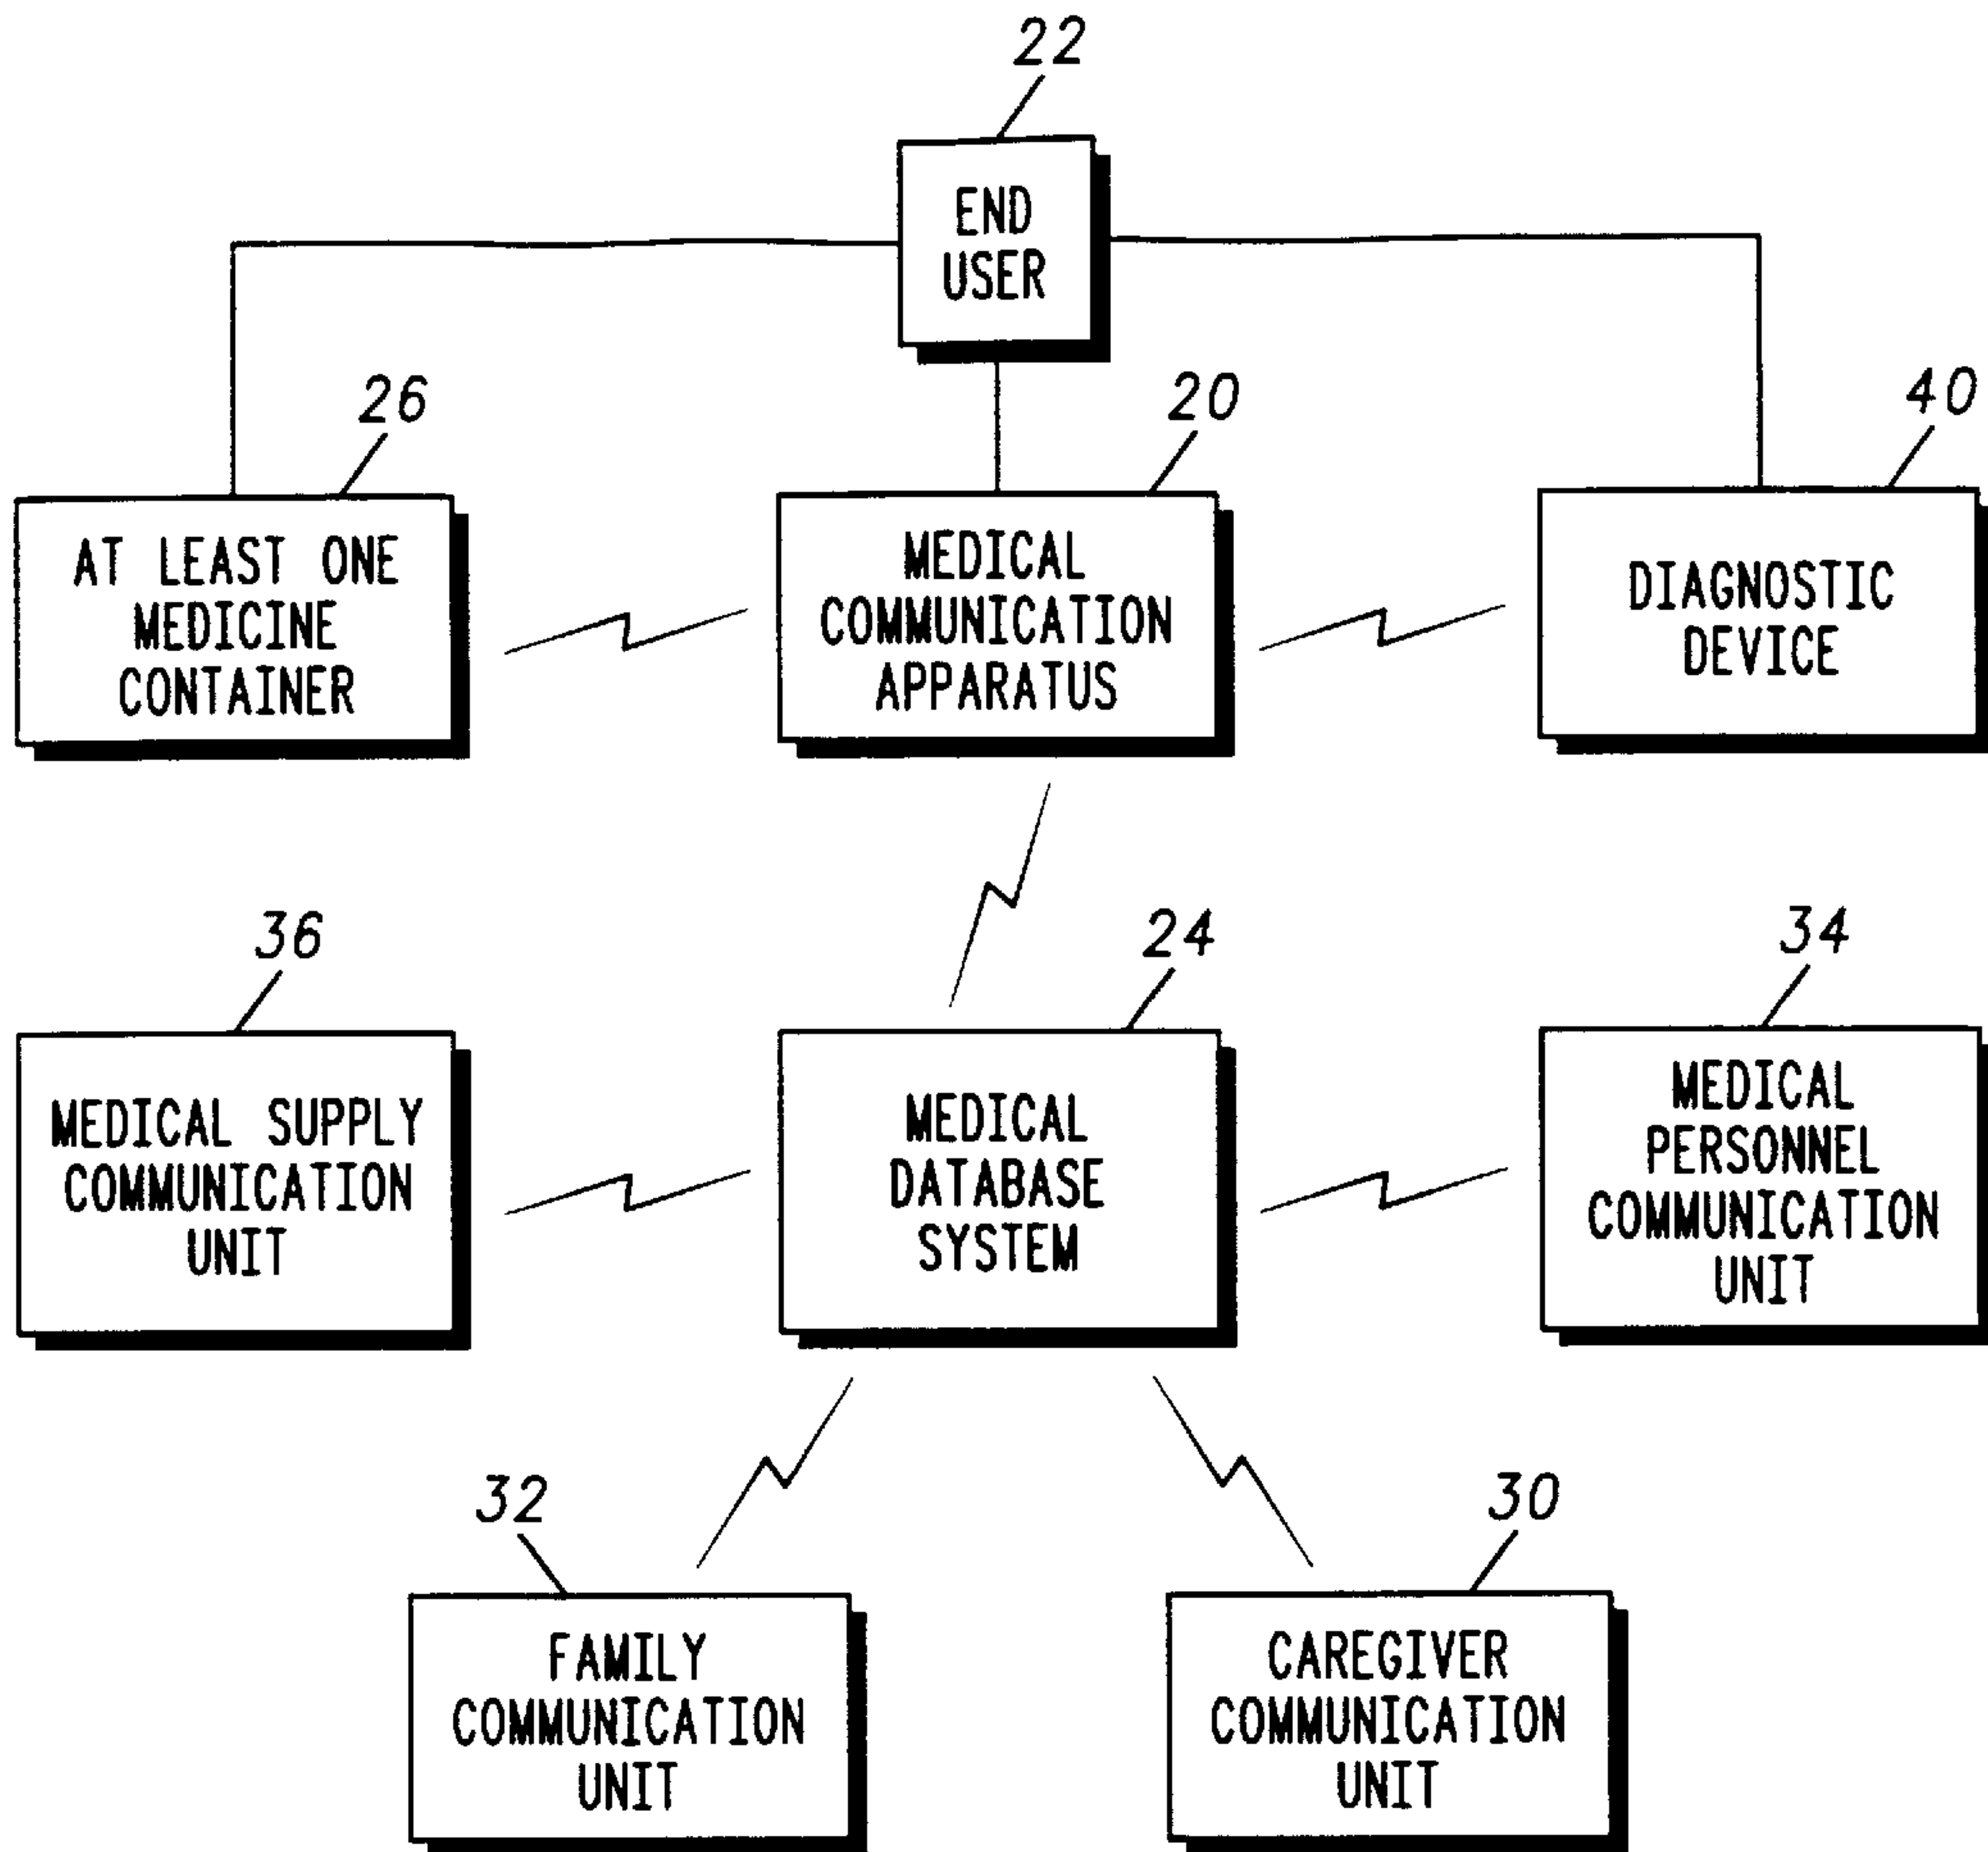 22
END
USER
26
20
40
AT LEAST ONE
MEDICINE
CONTAINER
MEDICAL
COMMUNICATION
APPARATUS
DIAGNOSTIC
DEVICE
36
24
34
MEDICAL SUPPLY
COMMUNICATION
UNIT
MEDICAL
DATABASE
SYSTEM
MEDICAL
PERSONNEL
COMMUNICATION
UNIT
32
30
FAMILY
COMMUNICATION
UNIT
CAREGIVER
COMMUNICATION
UNIT